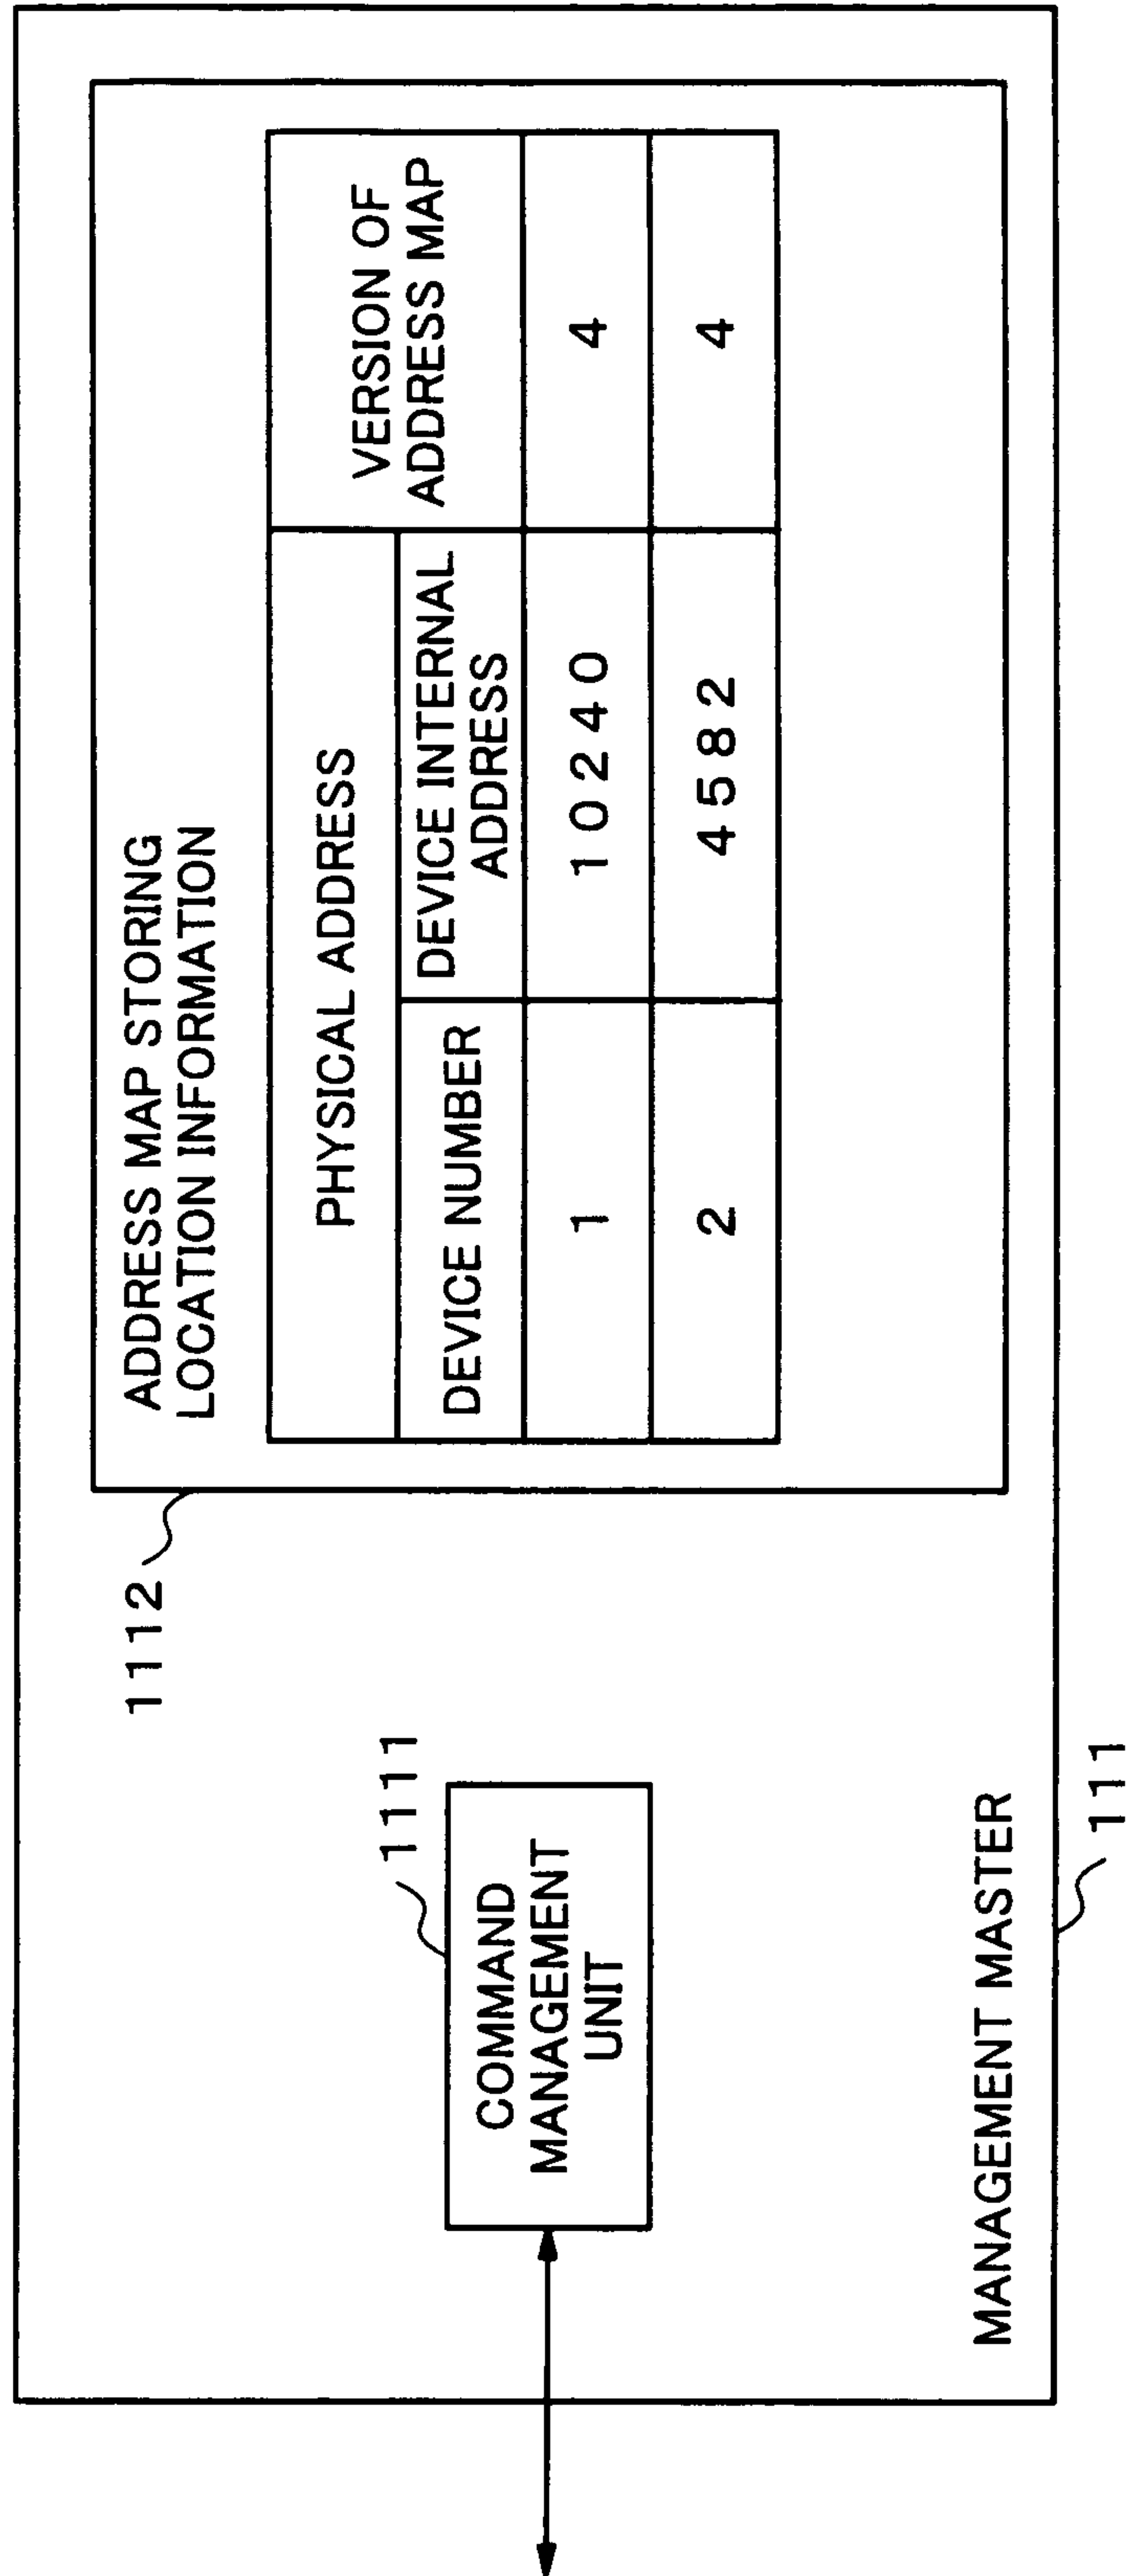 ADDRESS MAP STORING
LOCATION INFORMATION
1112
PHYSICAL ADDRESS
VERSION OF
ADDRESS MAP
DEVICE NUMBER
DEVICE INTERNAL
ADDRESS
1 10240 4
2 4582 4
1111
COMMAND
MANAGEMENT
UNIT
MANAGEMENT MASTER
111